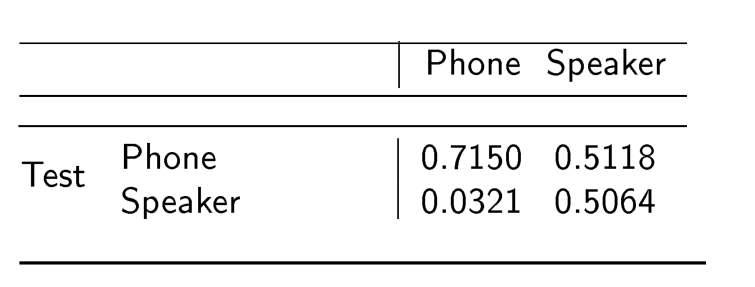 Phone Speaker
Phone 0.7150 0.5118
Test
Speaker 0.0321 0.5064